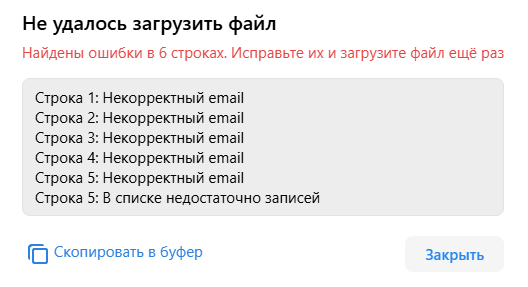 Не удалось загрузить файл
Найдены ошибки в 6 строках. Исправьте их и загрузите файл ещё раз
Строка 1: Некорректный email
Строка 2: Некорректный email
Строка 3: Некорректный email
Строка 4: Некорректный email
Строка 5: Некорректный email
Строка 5: В списке недостаточно записей
Скопировать в буфер
Закрыть